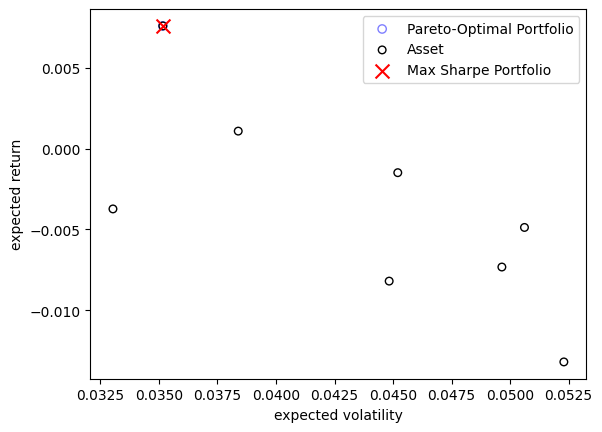 Pareto-Optimal Portfolio
Asset
Max Sharpe Portfolio
0.005
0.000
−0.005
−0.010
expected return
0.0325 0.0350 0.0375 0.0400 0.0425 0.0450 0.0475 0.0500 0.0525
expected volatility